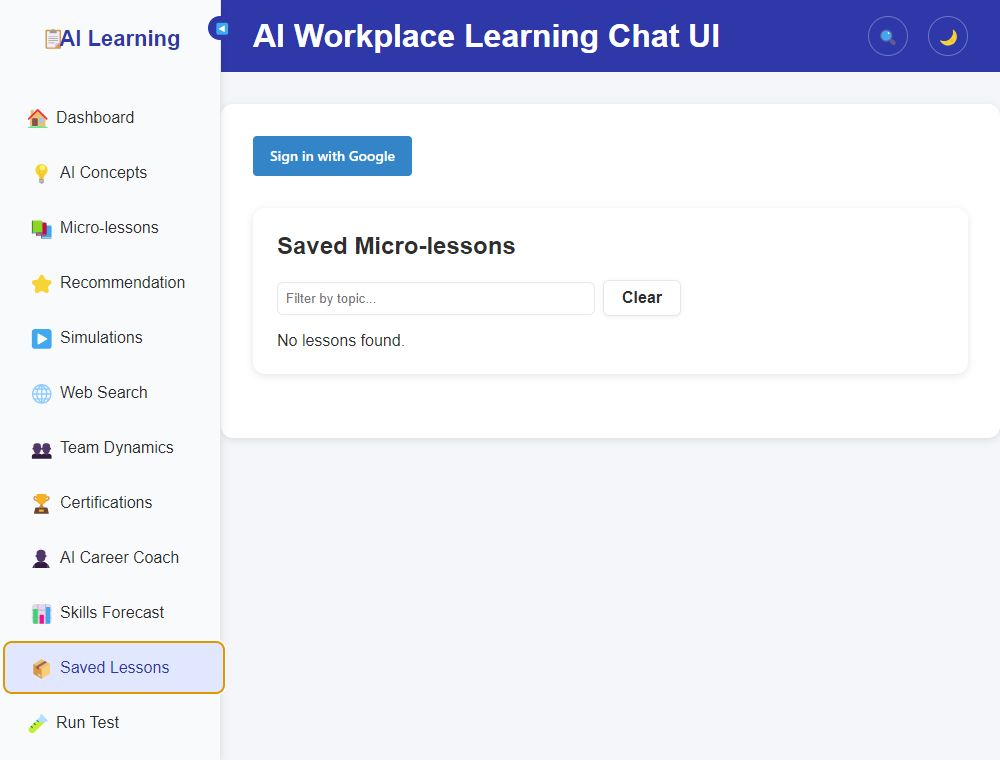 AI Learning
AI Workplace Learning Chat UI
Dashboard
AI Concepts
Micro-lessons
Recommendation
Simulations
Web Search
Team Dynamics
Certifications
AI Career Coach
Skills Forecast
Saved Lessons
Run Test
Sign in with Google
Saved Micro-lessons
Filter by topic...
Clear
No lessons found.